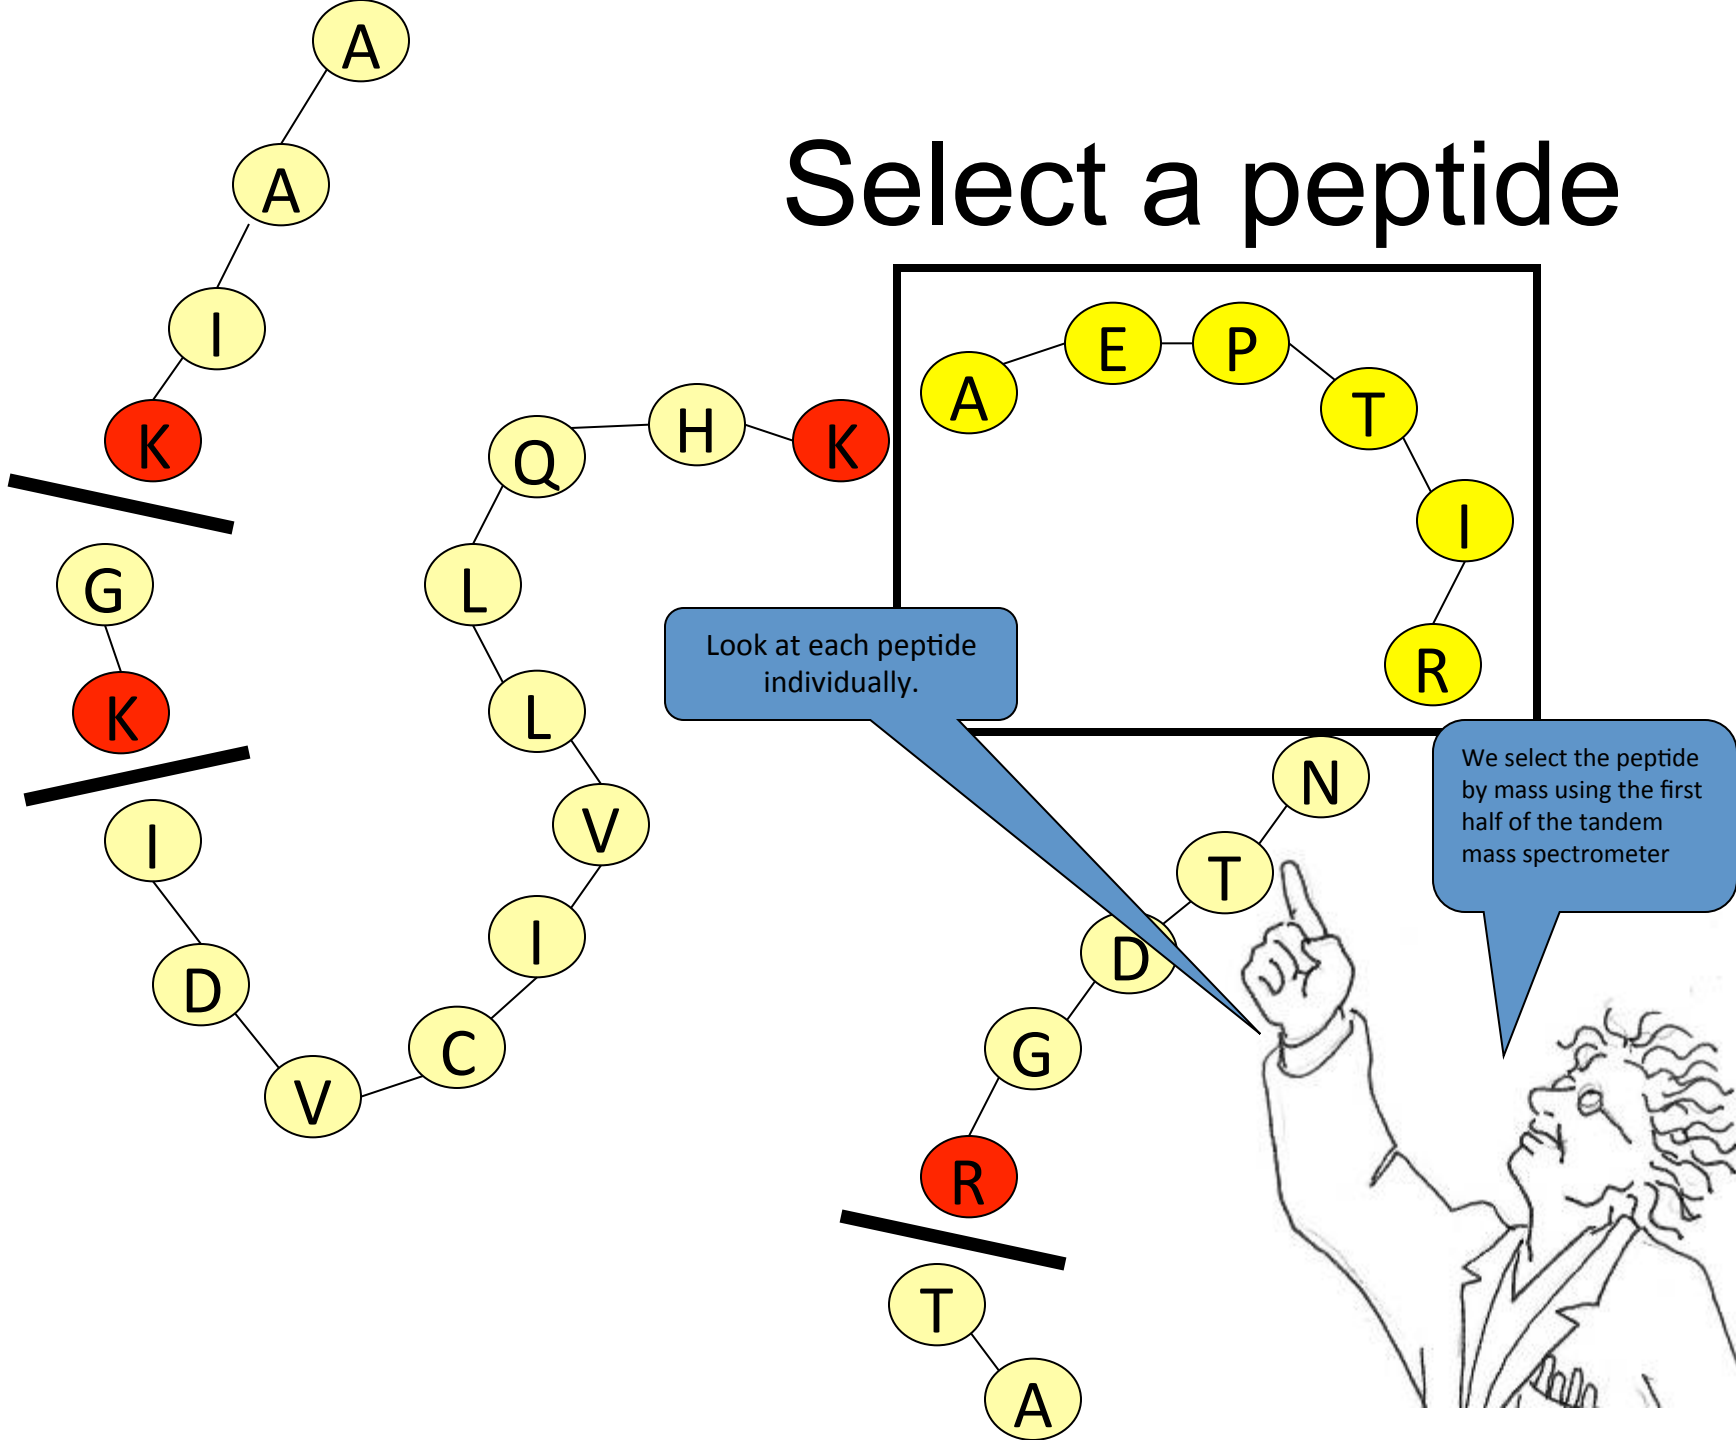 Select a peptide
A
A
I
K
G
K
I
D
V
C
I
V
L
L
Q
H
K
A
E
P
T
I
R
N
T
D
G
R
T
A
Look at each peptide
individually.
We select the peptide
by mass using the first
half of the tandem
mass spectrometer